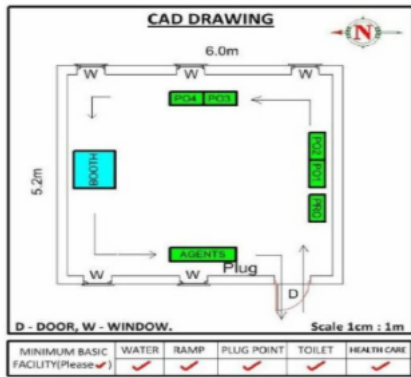 CAD DRAWING
N
6.0m
W W W
PO4 PO3
5.2m
BOOTH
PO2
PO1
PRO
AGENTS
Plug
W W
D
D - DOOR, W - WINDOW. Scale 1cm : 1m
MINIMUM BASIC FACILITY(Please✓) WATER RAMP PLUG POINT TOILET HEALTH CARE
✓ ✓ ✓ ✓ ✓